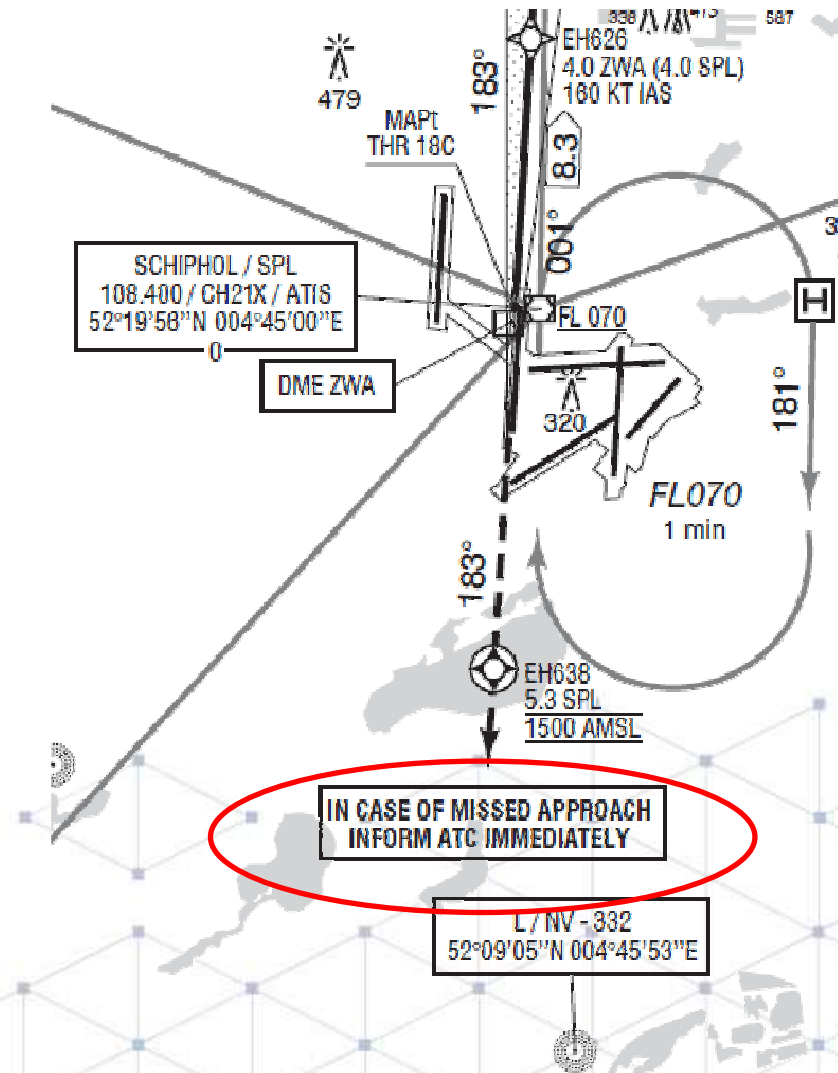 587
EH626
4.0 ZWA (4.0 SPL)
160 KT IAS
183°
479
MAPt
THR 18C
8.3
001°
SCHIPHOL / SPL
108.400 / CH21X / ATIS
52°19'56"N 004°45'00"E
0
FL 070
H
DME ZWA
320
181°
FL070
1 min
183°
EH638
5.3 SPL
1500 AMSL
IN CASE OF MISSED APPROACH
INFORM ATC IMMEDIATELY
L / NV - 332
52°09'05"N 004°45'53"E